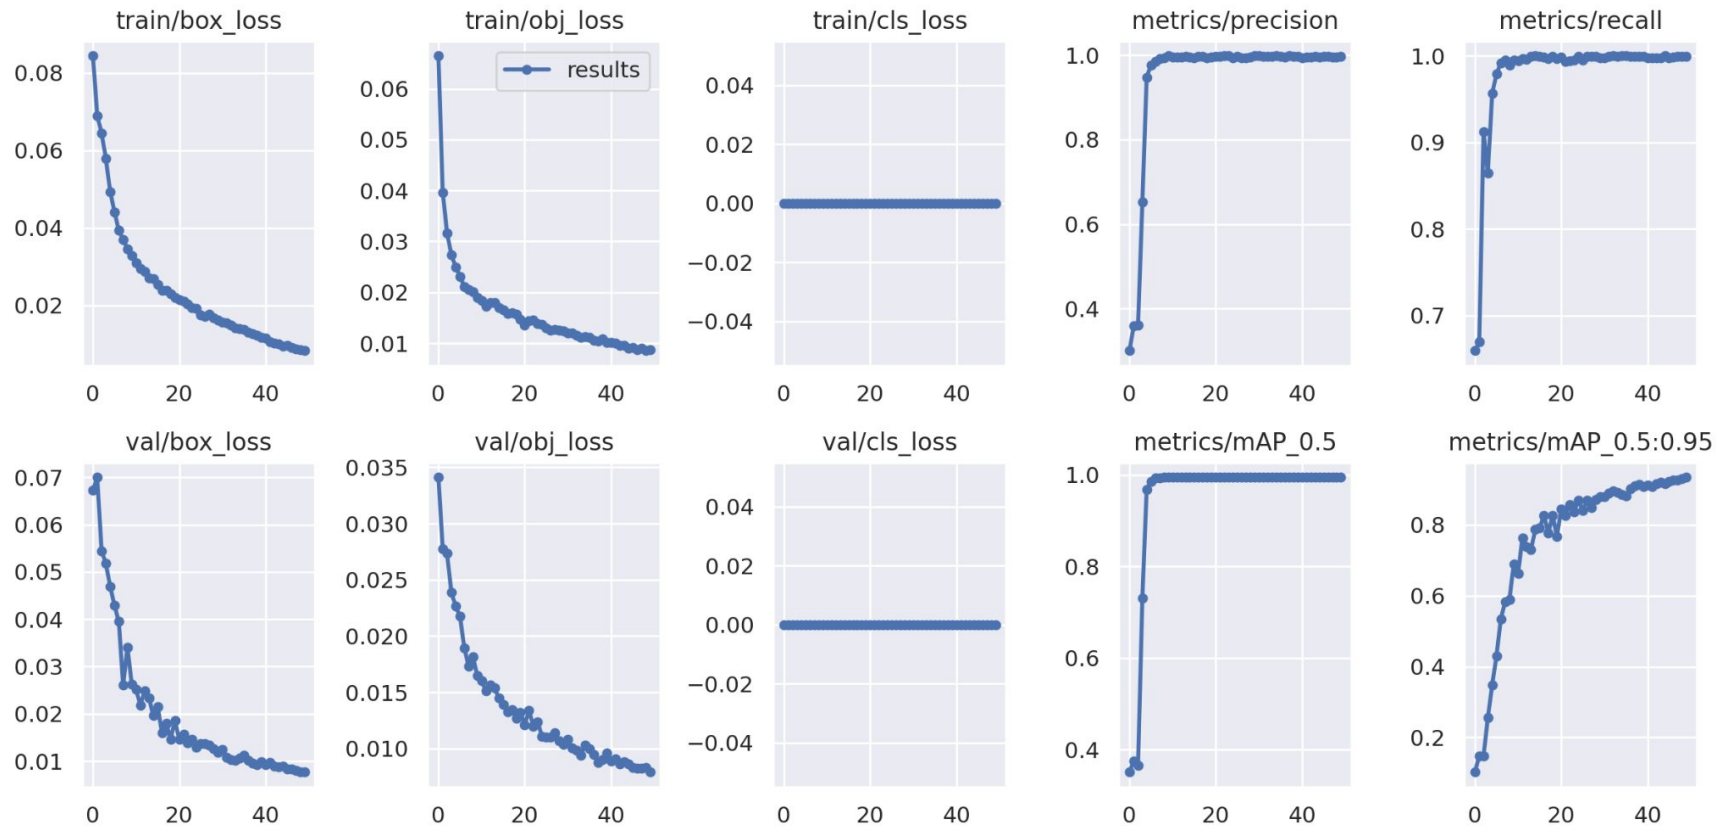 train/box_loss
train/obj_loss
train/cls_loss
metrics/precision
metrics/recall
0.08
0.06
0.04
0.02
0 20 40
results
0.06
0.05
0.04
0.03
0.02
0.01
0 20 40
0.04
0.02
0.00
−0.02
−0.04
0 20 40
1.0
0.8
0.6
0.4
0 20 40
1.0
0.9
0.8
0.7
0 20 40
val/box_loss
val/obj_loss
val/cls_loss
metrics/mAP_0.5
metrics/mAP_0.5:0.95
0.07
0.06
0.05
0.04
0.03
0.02
0.01
0 20 40
0.035
0.030
0.025
0.020
0.015
0.010
0 20 40
0.04
0.02
0.00
−0.02
−0.04
0 20 40
1.0
0.8
0.6
0.4
0 20 40
0.8
0.6
0.4
0.2
0 20 40